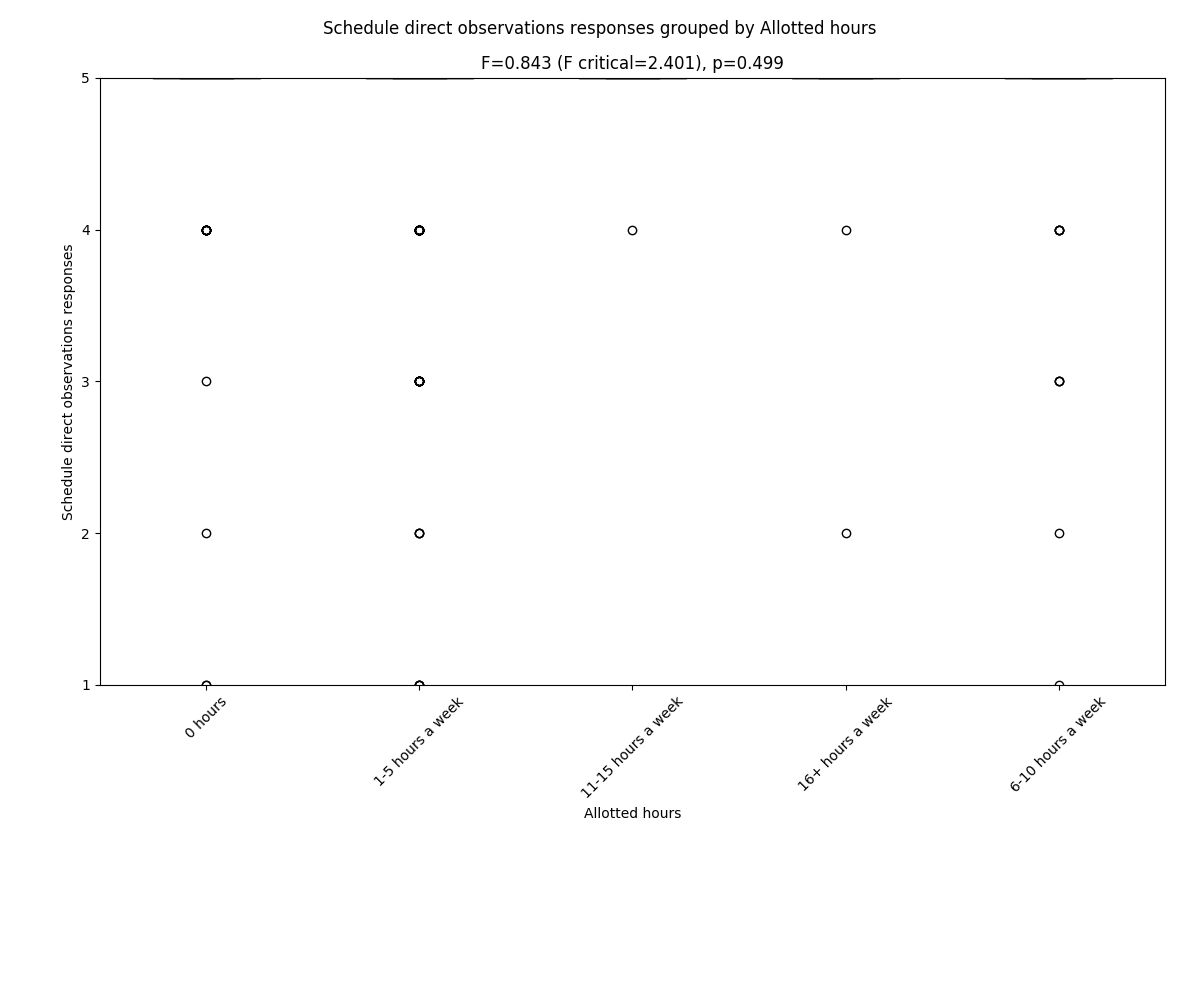 Schedule direct observations responses grouped by Allotted hours
F=0.843 (F critical=2.401), p=0.499
5
4
3
2
1
Schedule direct observations responses
0 hours
1-5 hours a week
11-15 hours a week
16+ hours a week
6-10 hours a week
Allotted hours